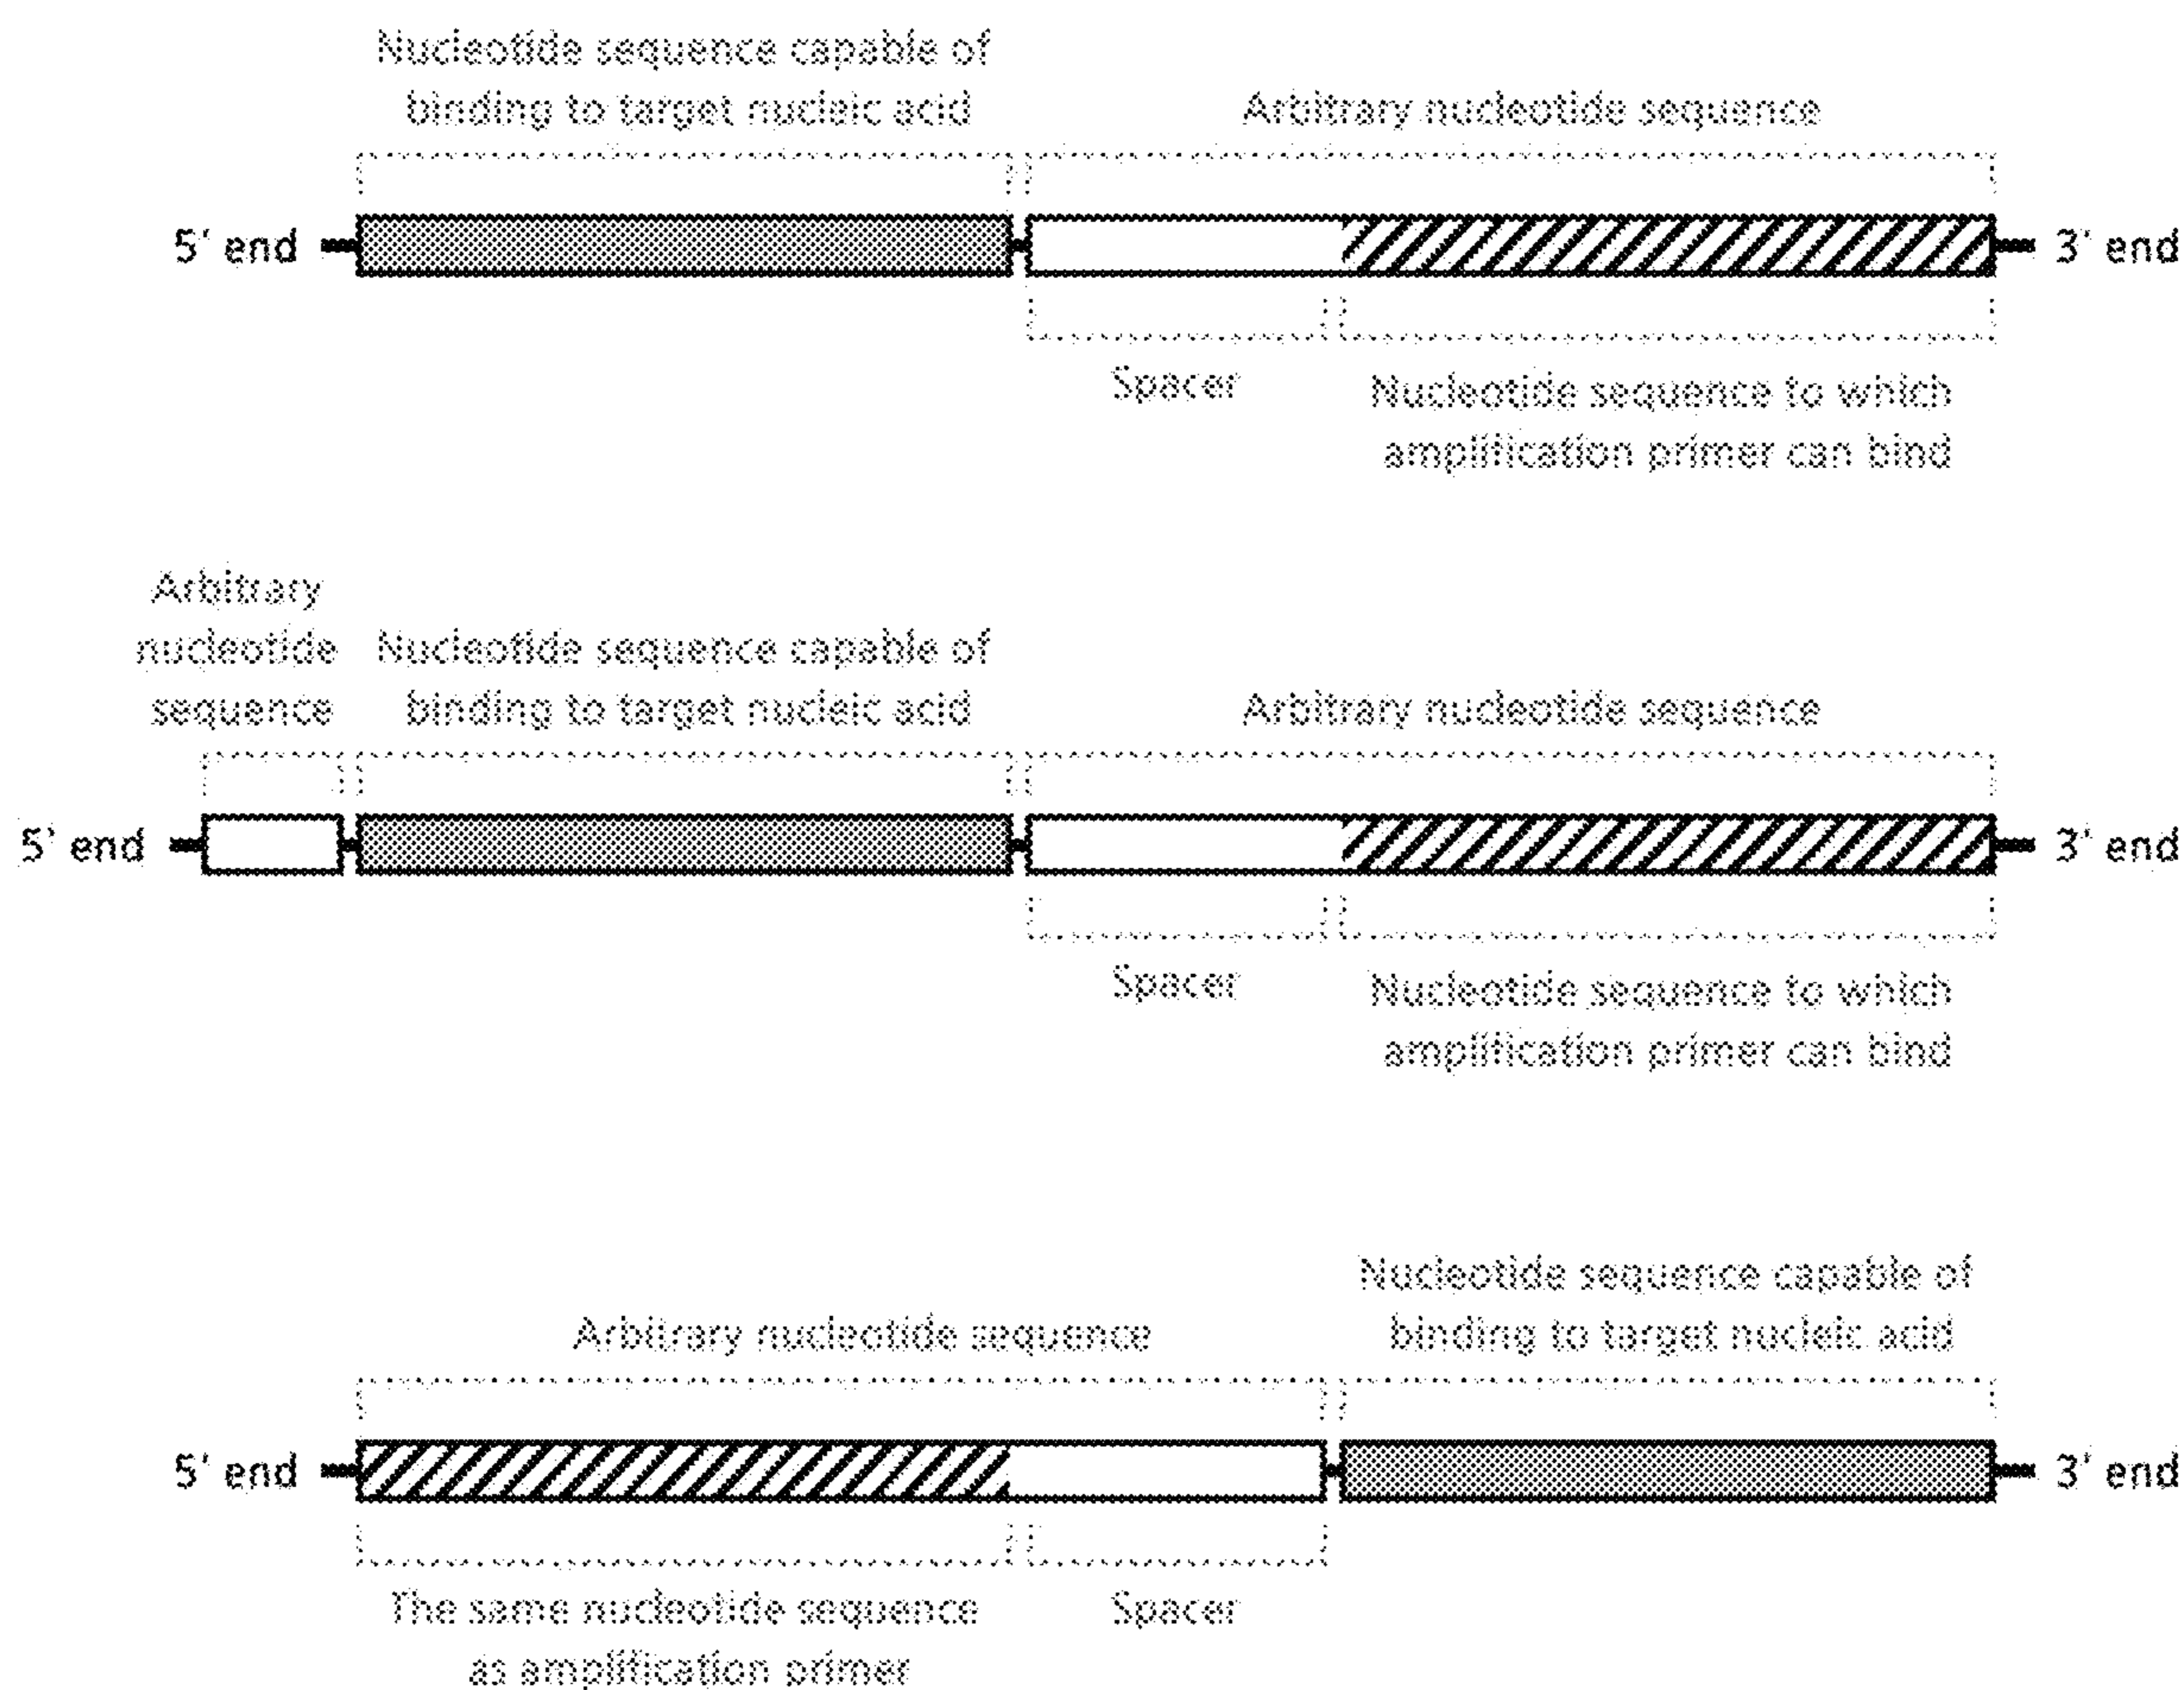 Nucleotide sequence capable of
binding to target nucleic acid
Arbitrary nucleotide sequence
5' end
3' end
Spacer
Nucleotide sequence to which
amplification primer can bind
Arbitrary
nucleotide
sequence
Nucleotide sequence capable of
binding to target nucleic acid
Arbitrary nucleotide sequence
5' end
3' end
Spacer
Nucleotide sequence to which
amplification primer can bind
Arbitrary nucleotide sequence
Nucleotide sequence capable of
binding to target nucleic acid
5' end
3' end
The same nucleotide sequence
as amplification primer
Spacer